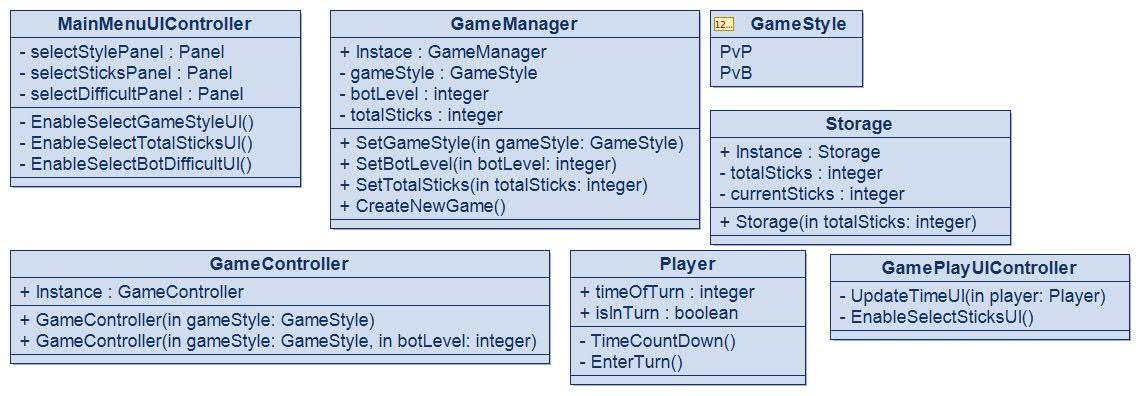 MainMenuUIController
- selectStylePanel : Panel
- selectSticksPanel : Panel
- selectDifficultPanel : Panel
- EnableSelectGameStyleUI()
- EnableSelectTotalSticksUI()
- EnableSelectBotDifficultUI()
GameManager
+ Instace : GameManager
- gameStyle : GameStyle
- botLevel : integer
- totalSticks : integer
+ SetGameStyle(in gameStyle: GameStyle)
+ SetBotLevel(in botLevel: integer)
+ SetTotalSticks(in totalSticks: integer)
+ CreateNewGame()
12... GameStyle
PvP
PvB
Storage
+ Instance : Storage
- totalSticks : integer
- currentSticks : integer
+ Storage(in totalSticks: integer)
GameController
+ Instance : GameController
+ GameController(in gameStyle: GameStyle)
+ GameController(in gameStyle: GameStyle, in botLevel: integer)
Player
+ timeOfTurn : integer
+ isInTurn : boolean
- TimeCountDown()
- EnterTurn()
GamePlayUIController
- UpdateTimeUI(in player: Player)
- EnableSelectSticksUI()